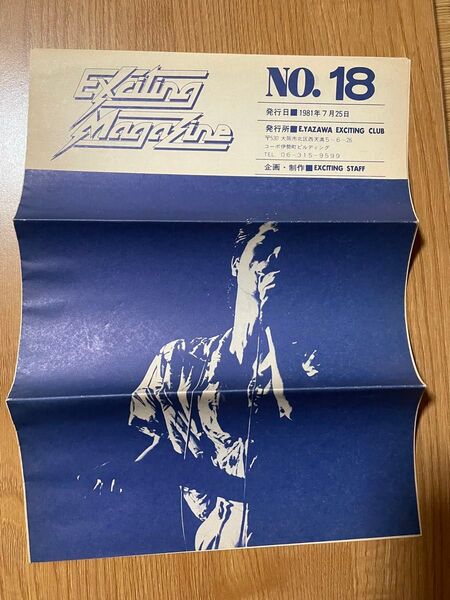 Exciting
Magazine
NO. 18
発行日■1981年7月25日
発行所■E.YAZAWA EXCITING CLUB
〒530 大阪市北区西天満5-6-26
コーポ伊勢町ビルディング
TEL 06-315-9599
企画・制作■EXCITING STAFF